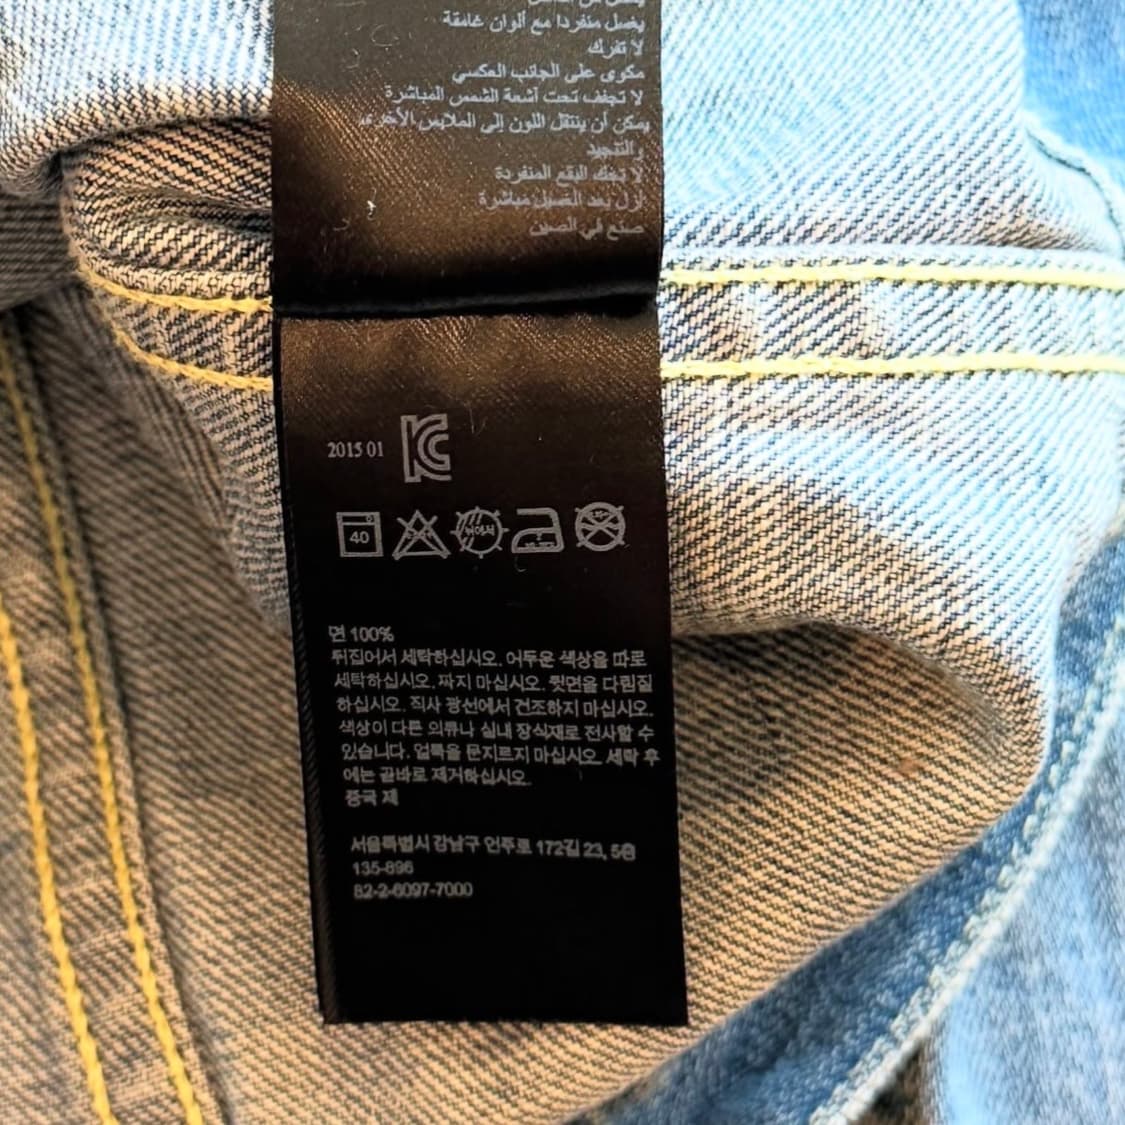 يغسل منفردا مع ألوان غامقة
لا تفرك
مكوى على الجانب العكسي
لا تجفف تحت أشعة الشمس المباشرة
يمكن أن ينتقل اللون إلى الملابس الأخرى
والتنجيد
البقع المنفردة
أزل بعد الغسيل مباشرة
صنع في الصين
2015 01
40
면 100%
뒤집어서 세탁하십시오. 어두운 색상을 따로
세탁하십시오. 짜지 마십시오. 뒷면을 다림질
하십시오. 직사 광선에서 건조하지 마십시오.
색상이 다른 의류나 실내 장식재로 전사할 수
있습니다. 얼룩을 문지르지 마십시오. 세탁 후
에는 곧바로 제거하십시오.
중국 제
서울특별시 강남구 언주로 172길 23, 5층
135-896
82-2-6097-7000